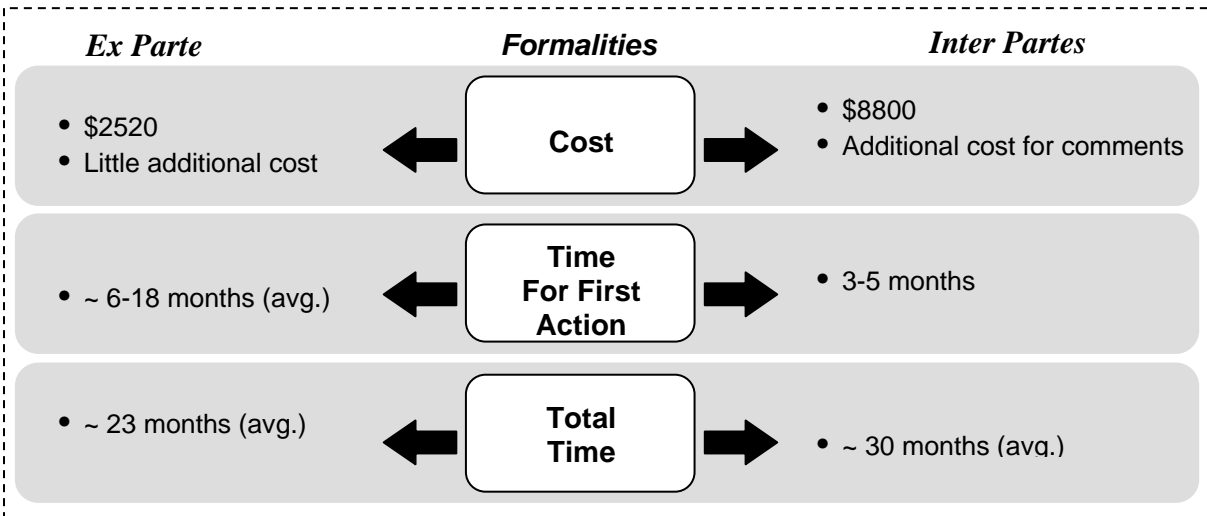 Ex Parte
Formalities
Inter Partes
• $2520
• Little additional cost
Cost
• $8800
• Additional cost for comments
• ~ 6-18 months (avg.)
Time
For First
Action
• 3-5 months
• ~ 23 months (avg.)
Total
Time
• ~ 30 months (avg.)